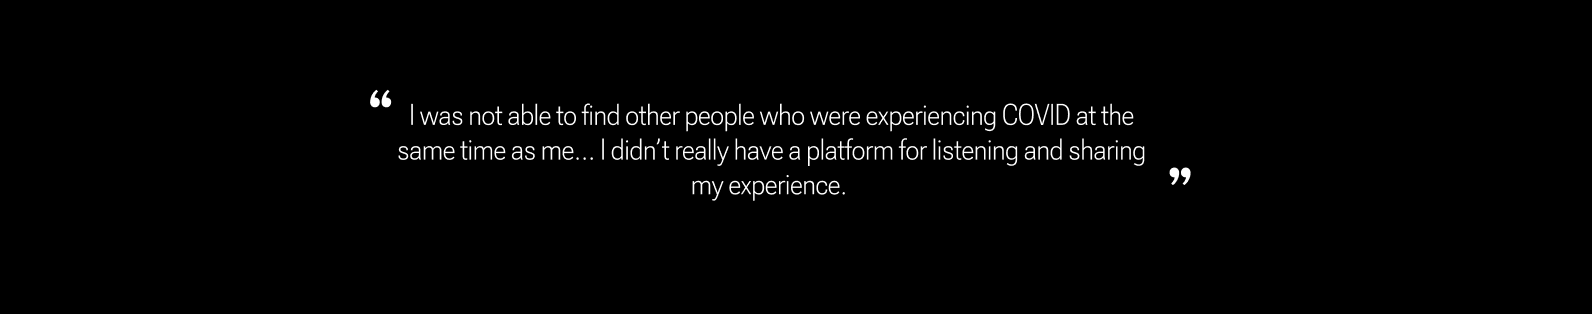 “ I was not able to find other people who were experiencing COVID at the
same time as me... I didn’t really have a platform for listening and sharing
my experience. ”